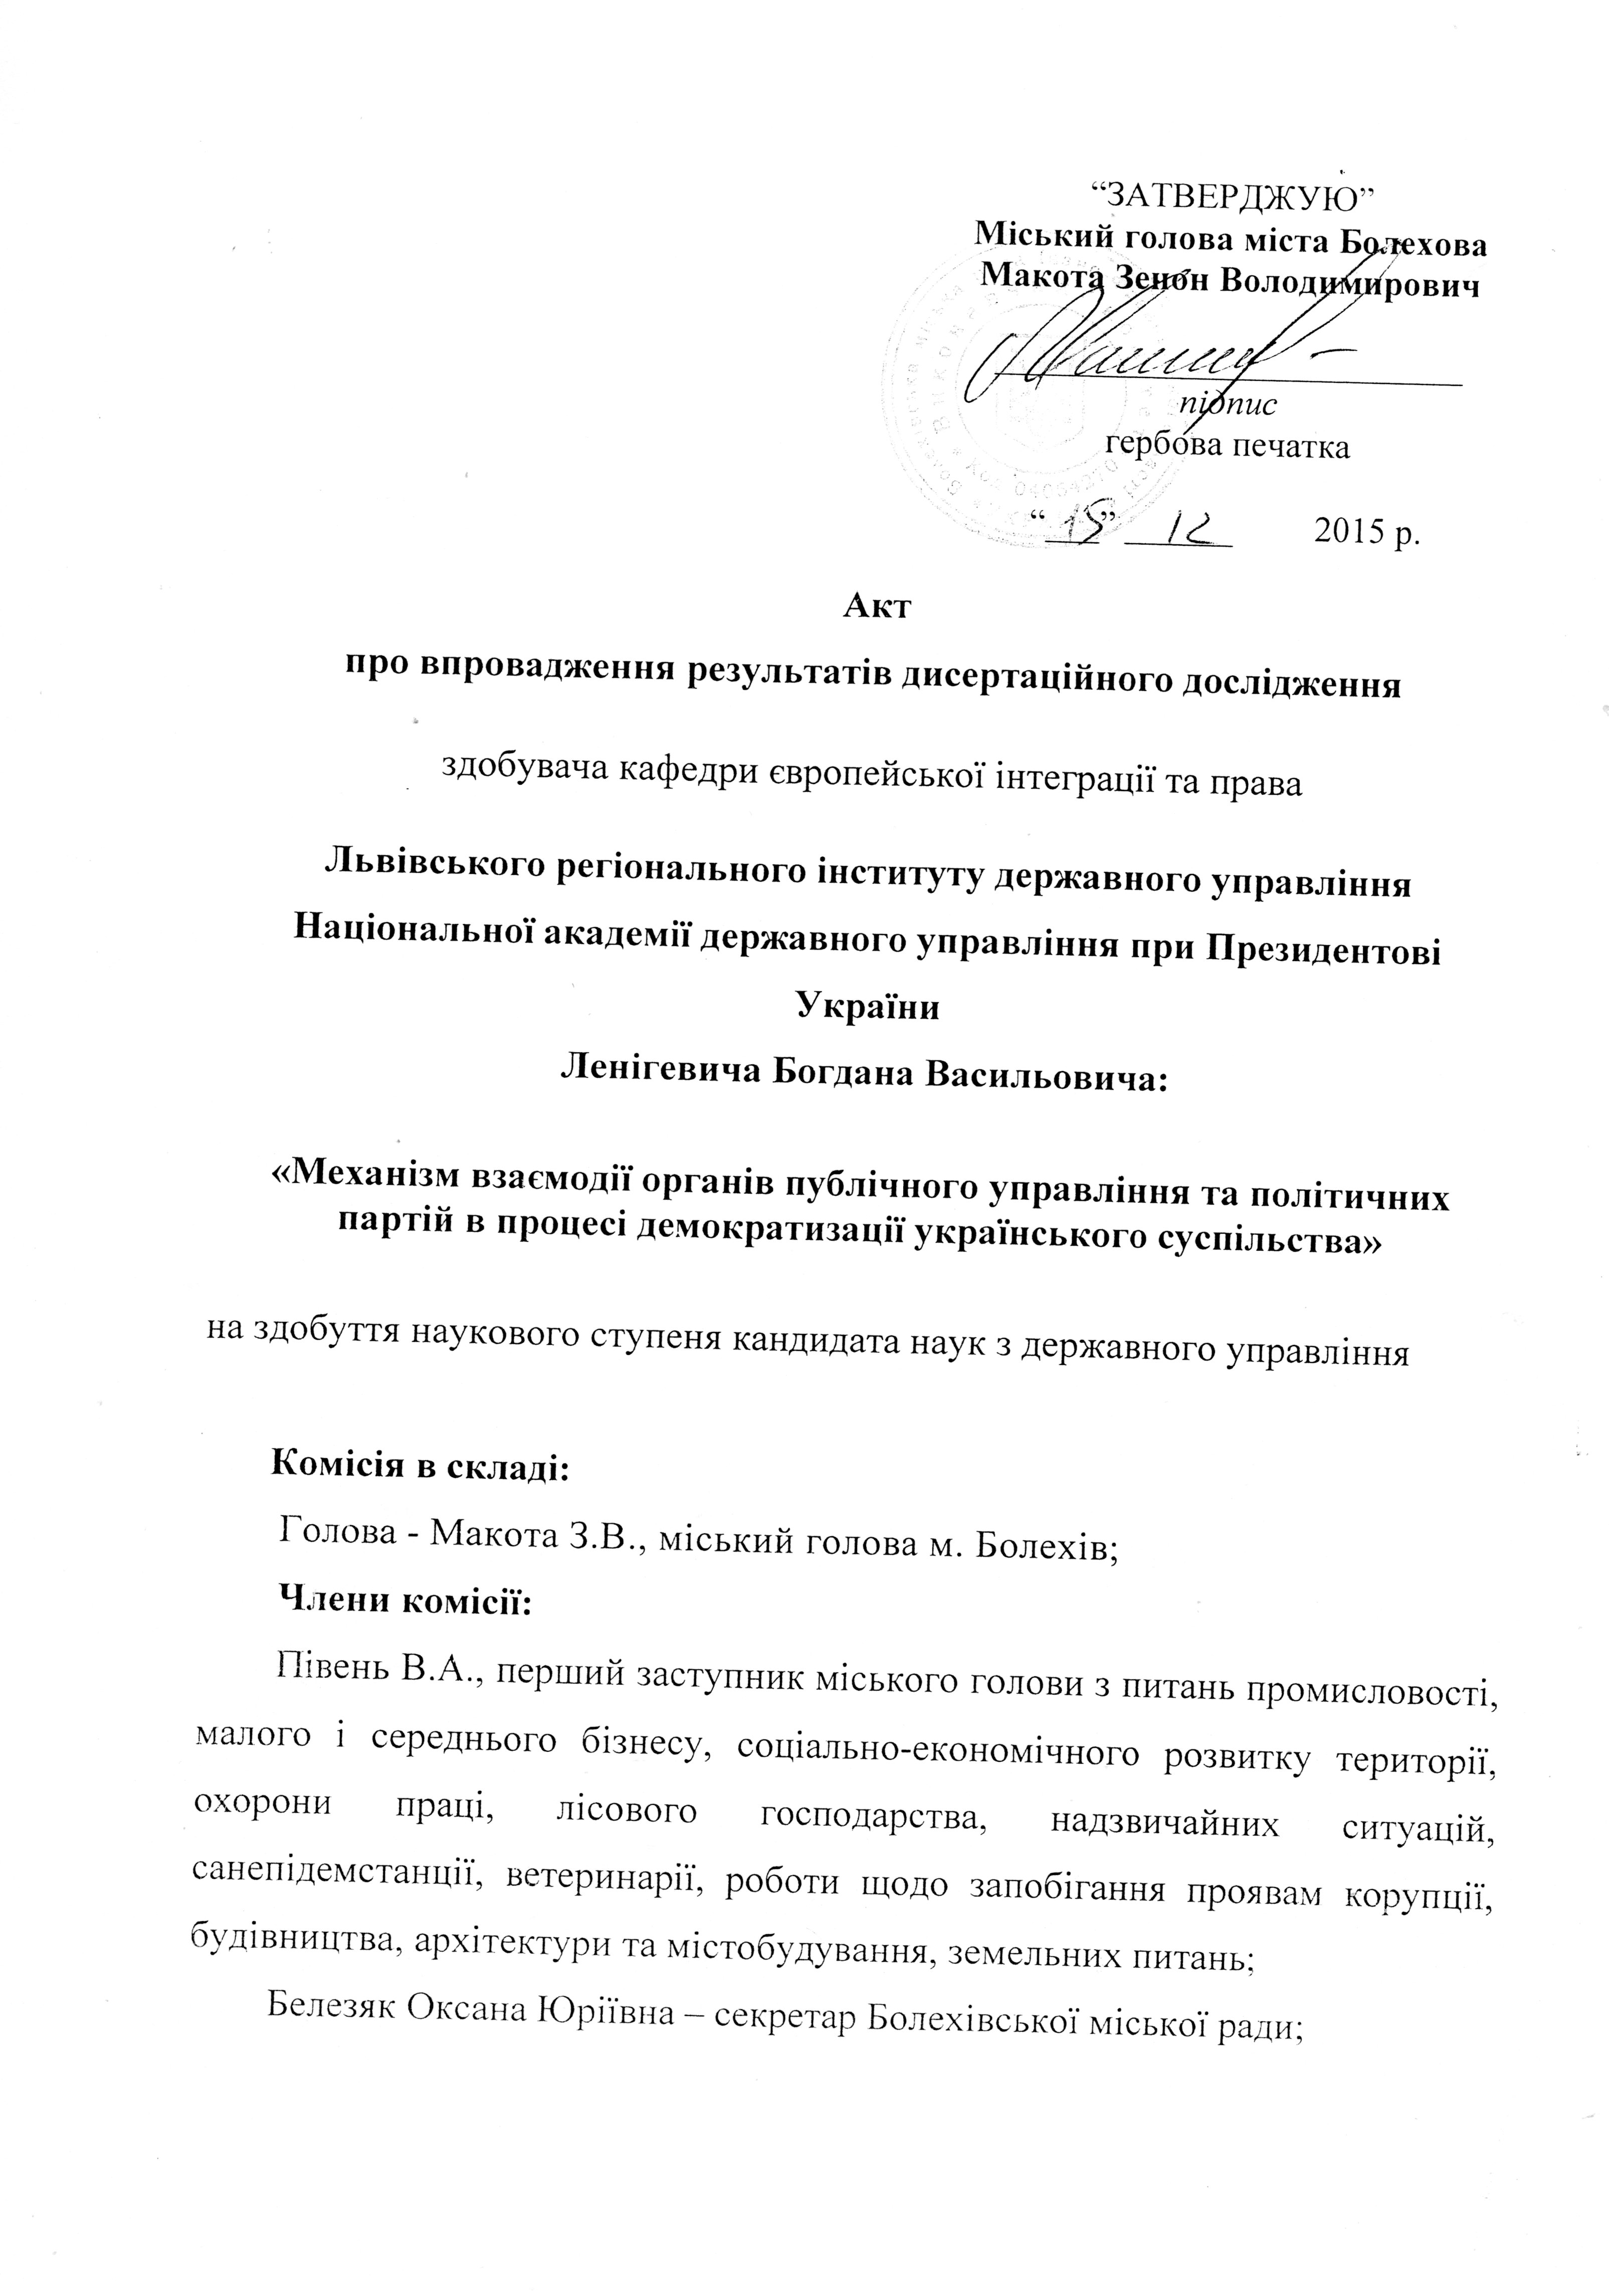 “ЗАТВЕРДЖУЮ”
Міський голова міста Болехова
Макота Зенон Володимирович
підпис
гербова печатка
“15” 12 2015 р.
Акт
про впровадження результатів дисертаційного дослідження
здобувача кафедри європейської інтеграції та права
Львівського регіонального інституту державного управління
Національної академії державного управління при Президентові
України
Ленігевича Богдана Васильовича:
«Механізм взаємодії органів публічного управління та політичних
партій в процесі демократизації українського суспільства»
на здобуття наукового ступеня кандидата наук з державного управління
Комісія в складі:
Голова - Макота З.В., міський голова м. Болехів;
Члени комісії:
Півень В.А., перший заступник міського голови з питань промисловості,
малого і середнього бізнесу, соціально-економічного розвитку території,
охорони праці, лісового господарства, надзвичайних ситуацій,
санепідемстанції, ветеринарії, роботи щодо запобігання проявам корупції,
будівництва, архітектури та містобудування, земельних питань;
Белезяк Оксана Юріївна – секретар Болехівської міської ради;